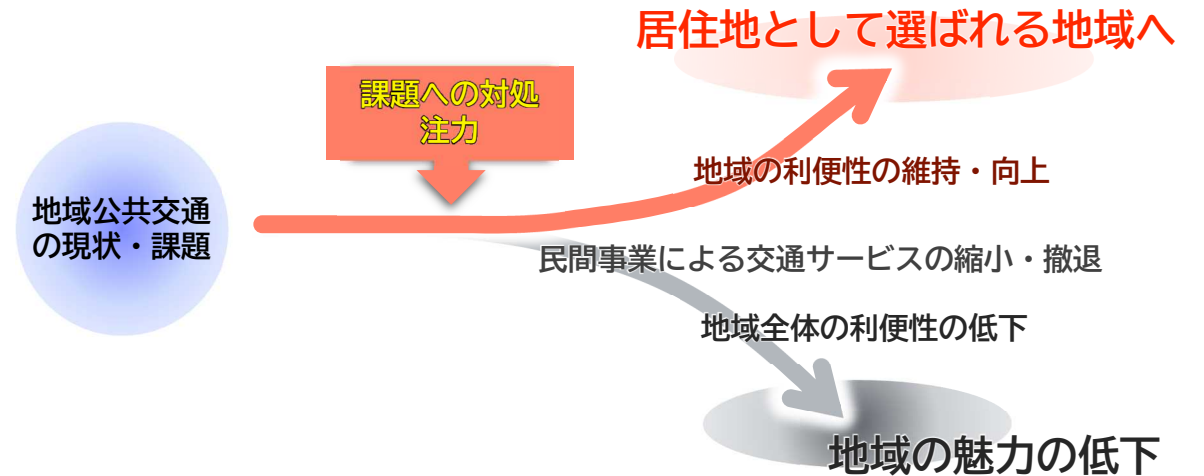 居住地として選ばれる地域へ
課題への対処
注力
地域の利便性の維持・向上
地域公共交通
の現状・課題
民間事業による交通サービスの縮小・撤退
地域全体の利便性の低下
地域の魅力の低下